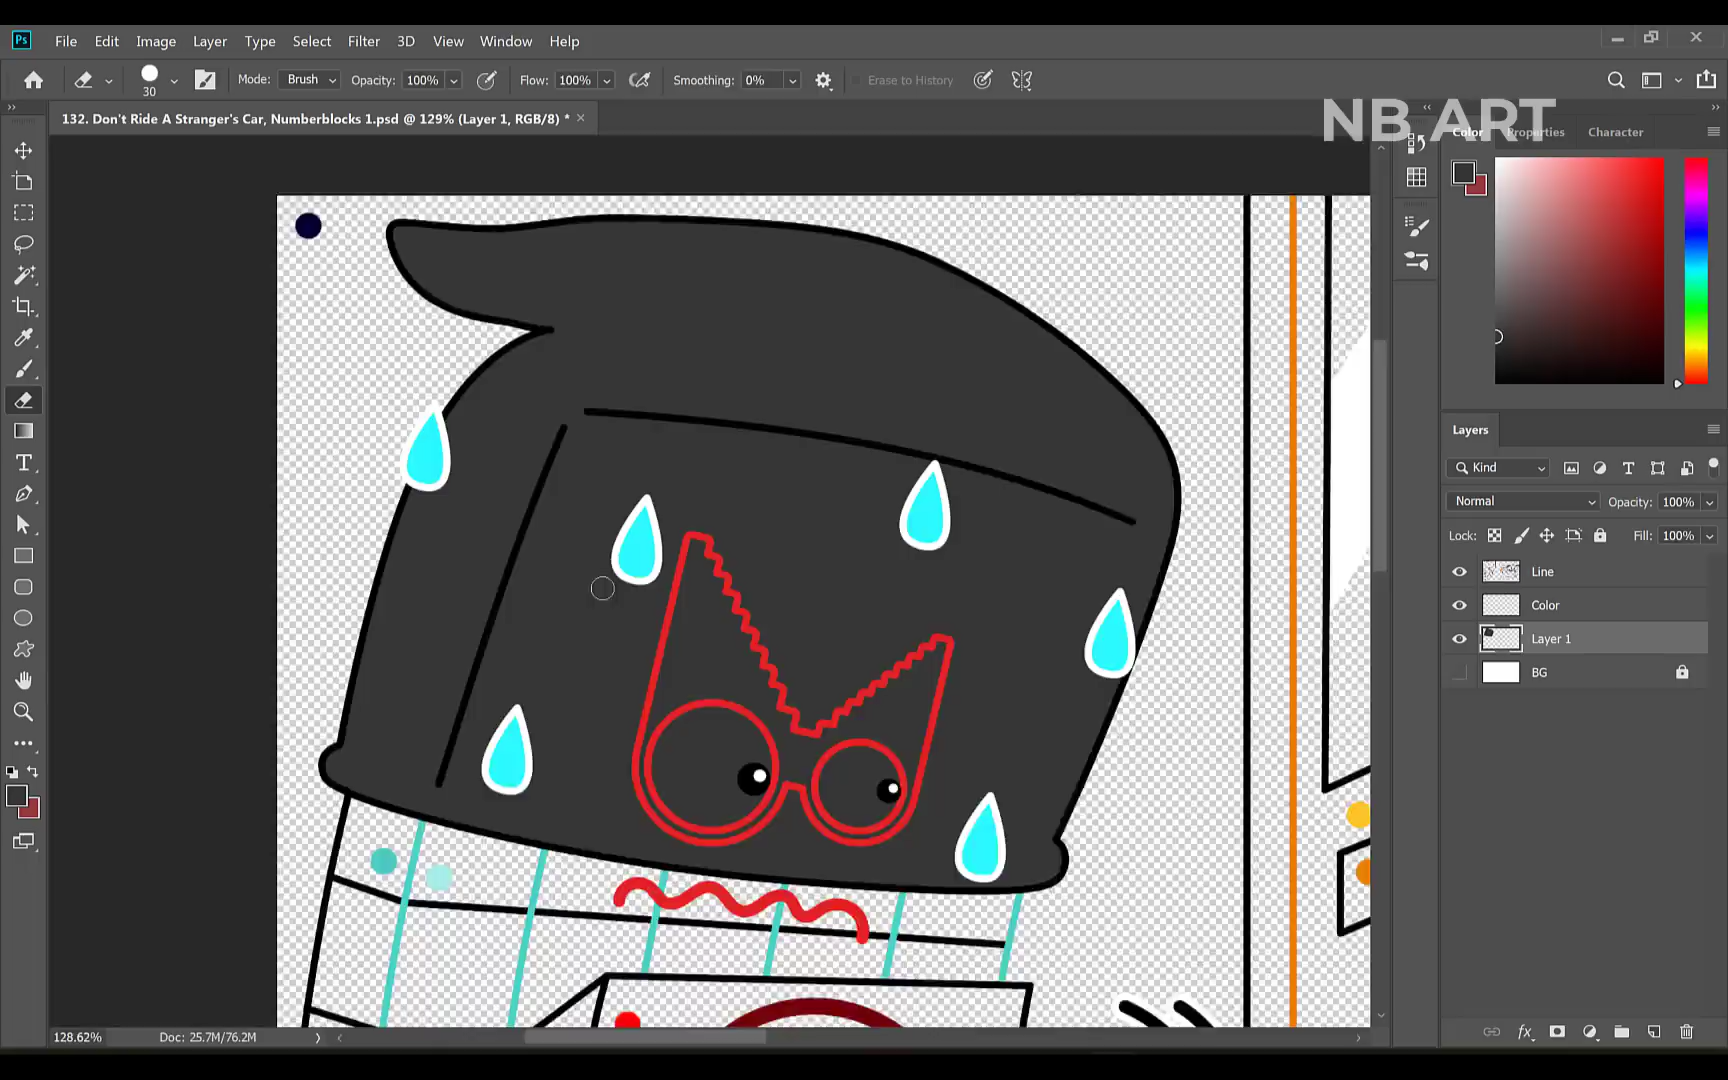 Ps File Edit Image Layer Type Select Filter 3D View Window Help
30 Mode: Brush Opacity: 100% Flow: 100% Smoothing: 0% Erase to History
132. Don't Ride A Stranger's Car, Numberblocks 1.psd @ 129% (Layer 1, RGB/8) *
NB ART
Color Properties Character
Layers
Kind
Normal Opacity: 100%
Lock: Fill: 100%
Line
Color
Layer 1
BG
128.62% Doc: 25.7M/76.2M
fx